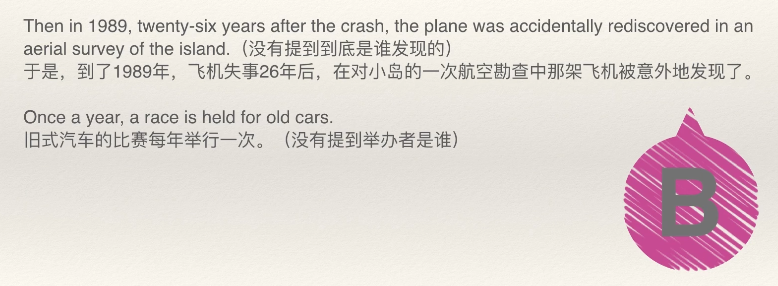 Then in 1989, twenty-six years after the crash, the plane was accidentally rediscovered in an
aerial survey of the island.（没有提到到底是谁发现的）
于是，到了1989年，飞机失事26年后，在对小岛的一次航空勘查中那架飞机被意外地发现了。
Once a year, a race is held for old cars.
旧式汽车的比赛每年举行一次。（没有提到举办者是谁）
B